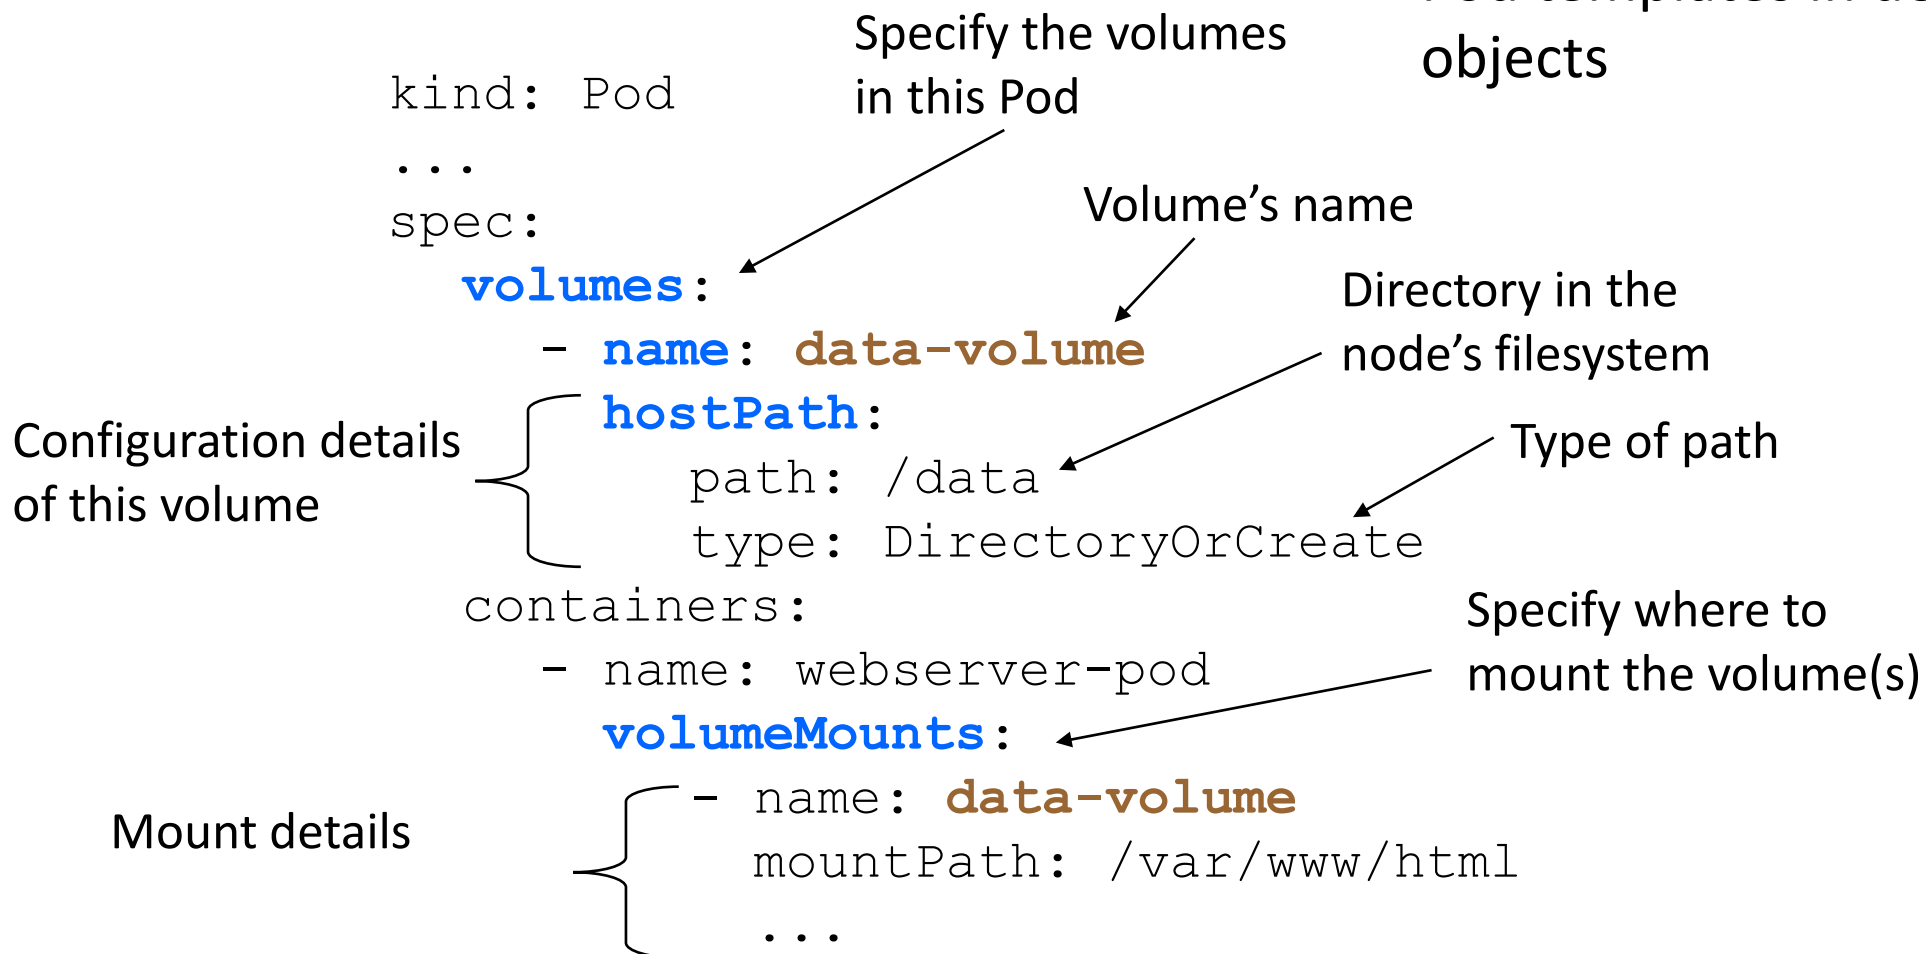 objects
Specify the volumes
in this Pod
kind: Pod
...
spec:
volumes:
- name: data-volume
hostPath:
path: /data
type: DirectoryOrCreate
containers:
- name: webserver-pod
volumeMounts:
- name: data-volume
mountPath: /var/www/html
...
Volume’s name
Directory in the
node’s filesystem
Type of path
Configuration details
of this volume
Specify where to
mount the volume(s)
Mount details